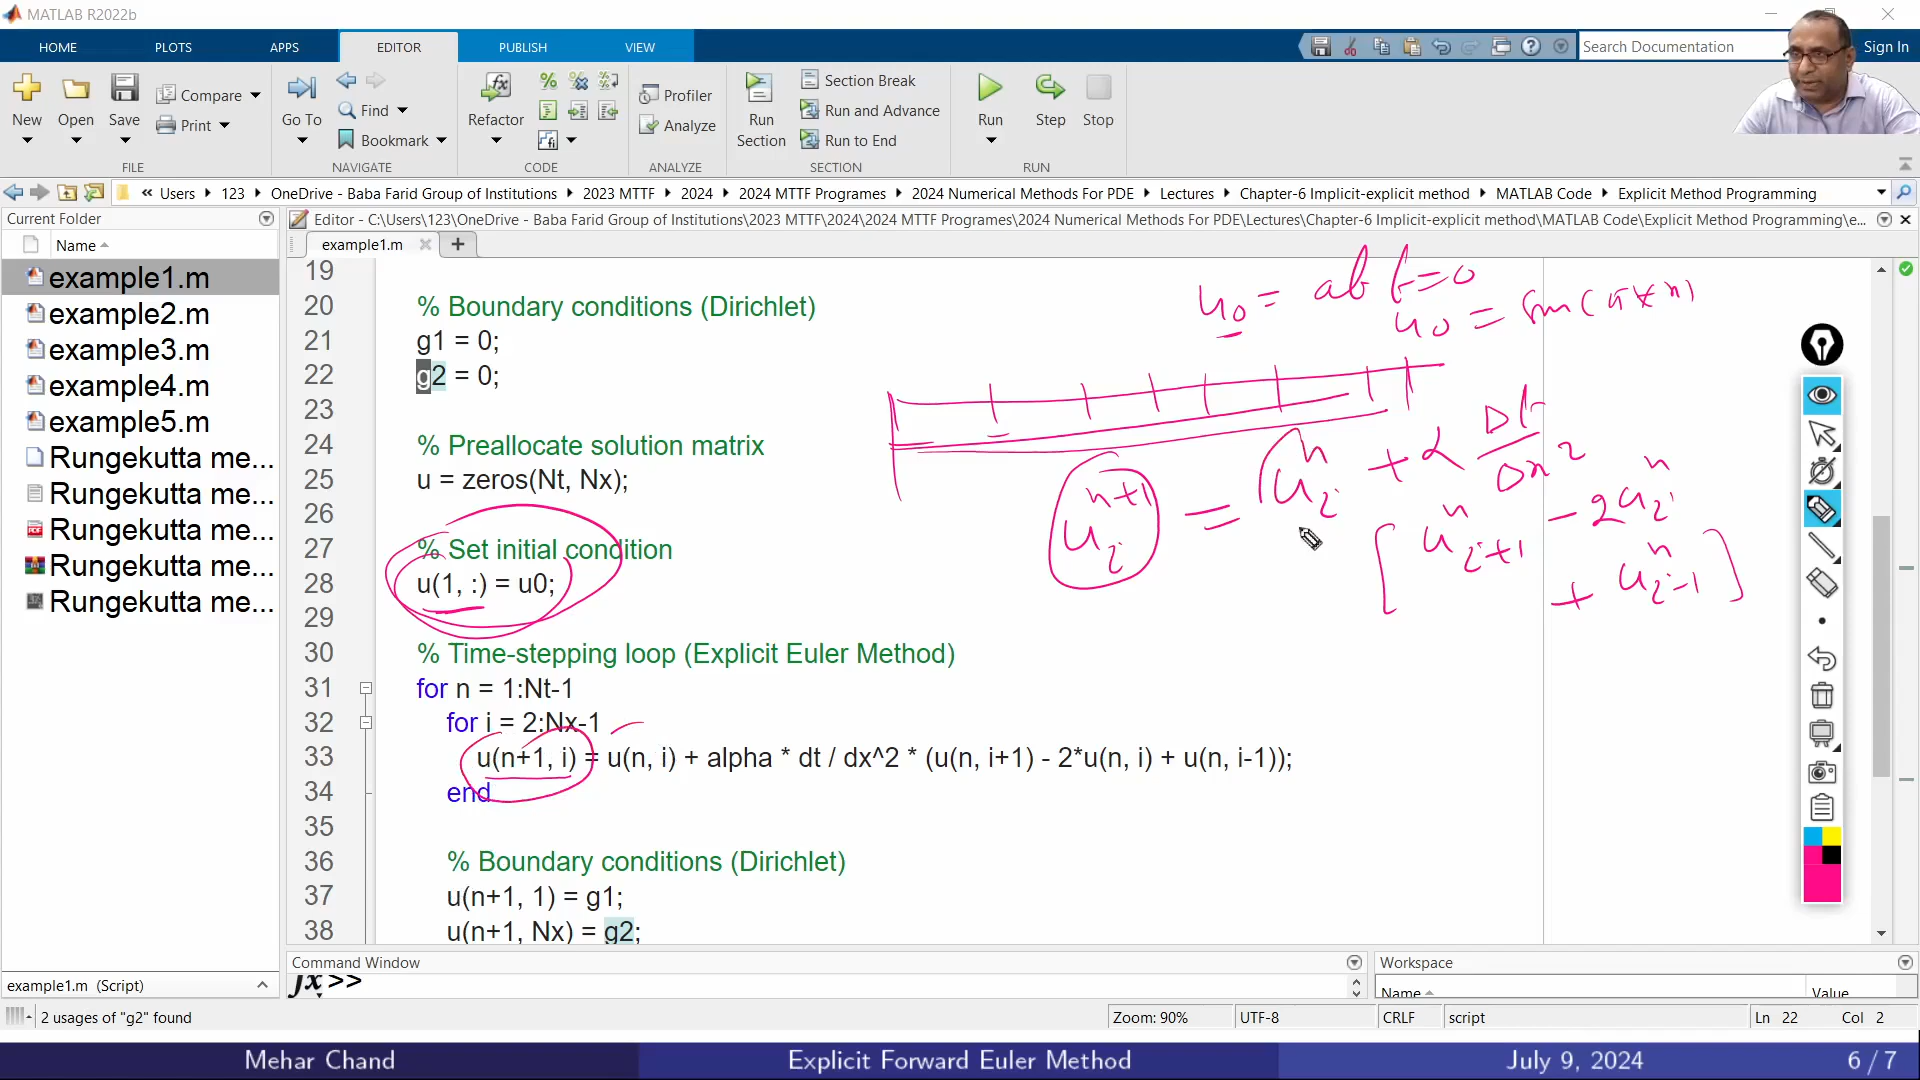 MATLAB R2022b
HOME PLOTS APPS EDITOR PUBLISH VIEW
Search Documentation
Sign In
New Open Save Compare Print
Go To Find Bookmark
Refactor
Profiler Analyze
Run Section Section Break Run and Advance Run to End
Run Step Stop
FILE NAVIGATE CODE ANALYZE SECTION RUN
« Users 123 OneDrive - Baba Farid Group of Institutions 2023 MTTF 2024 2024 MTTF Programes 2024 Numerical Methods For PDE Lectures Chapter-6 Implicit-explicit method MATLAB Code Explicit Method Programming
Current Folder
Editor - C:\Users\123\OneDrive - Baba Farid Group of Institutions\2023 MTTF\2024\2024 MTTF Programes\2024 Numerical Methods For PDE\Lectures\Chapter-6 Implicit-explicit method\MATLAB Code\Explicit Method Programming\e...
Name
example1.m
example2.m
example3.m
example4.m
example5.m
Rungekutta me...
Rungekutta me...
Rungekutta me...
Rungekutta me...
Rungekutta me...
example1.m
19
20 % Boundary conditions (Dirichlet)
21 g1 = 0;
22 g2 = 0;
23
24 % Preallocate solution matrix
25 u = zeros(Nt, Nx);
26
27 % Set initial condition
28 u(1, :) = u0;
29
30 % Time-stepping loop (Explicit Euler Method)
31 for n = 1:Nt-1
32 for i = 2:Nx-1
33 u(n+1, i) = u(n, i) + alpha * dt / dx^2 * (u(n, i+1) - 2*u(n, i) + u(n, i-1));
34 end
35
36 % Boundary conditions (Dirichlet)
37 u(n+1, 1) = g1;
38 u(n+1, Nx) = g2;
u0 = t=0
u0 =
u i n+1 = u i n + α Δt / Δx 2
[ u i+1 n - 2 u i n
+ u i-1 n ]
Command Window
fx >>
Workspace
Name Value
example1.m (Script)
2 usages of "g2" found
Zoom: 90% UTF-8 CRLF script Ln 22 Col 2
Mehar Chand Explicit Forward Euler Method July 9, 2024 6 / 7